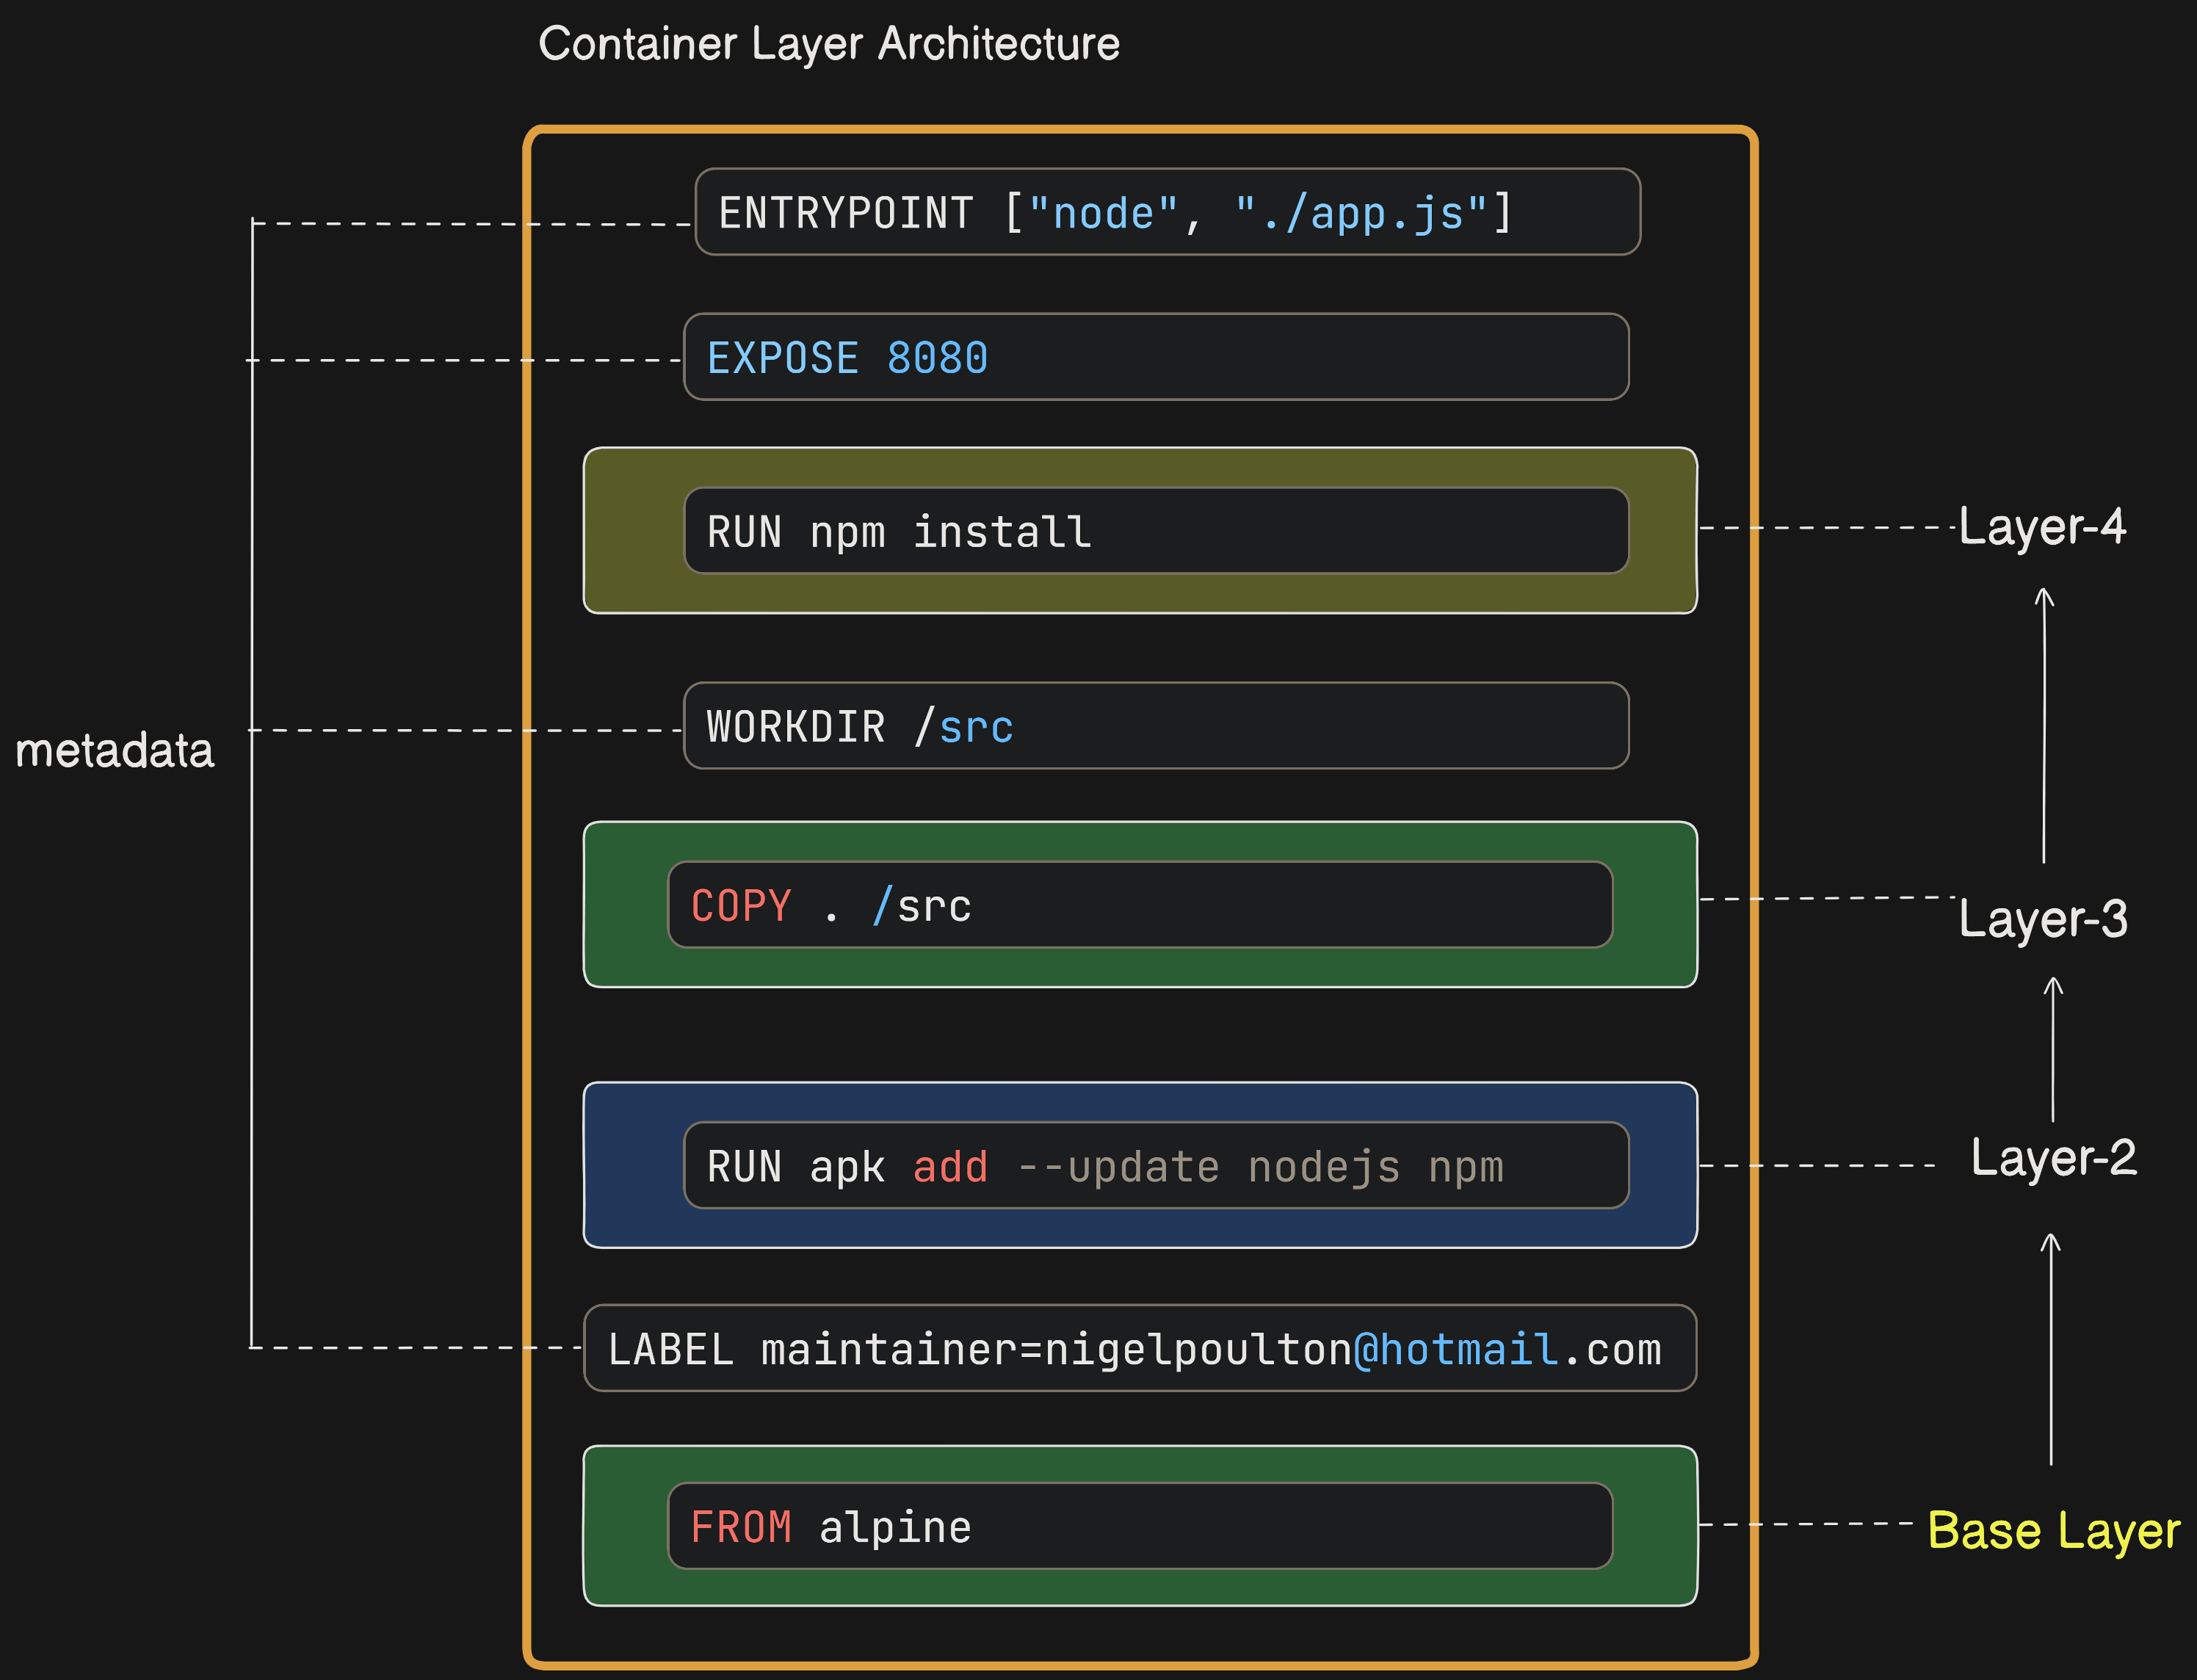 Container Layer Architecture
ENTRYPOINT ["node", "./app.js"]
EXPOSE 8080
RUN npm install
Layer-4
WORKDIR /src
metadata
COPY . /src
Layer-3
RUN apk add --update nodejs npm
Layer-2
LABEL maintainer=nigelpoulton@hotmail.com
FROM alpine
Base Layer